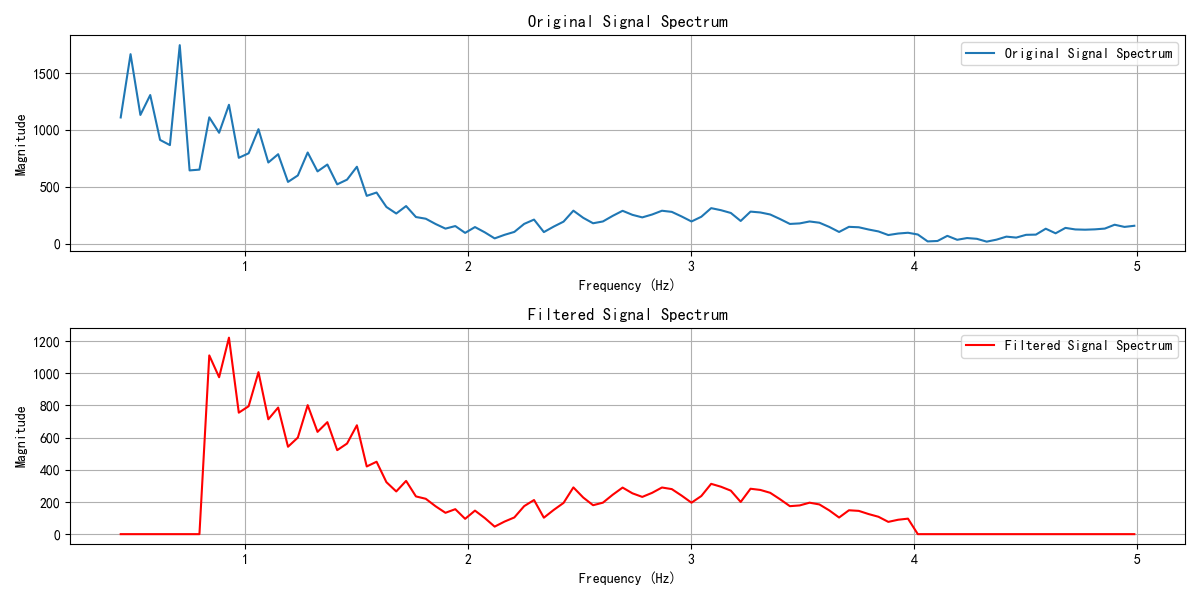 Original Signal Spectrum
Original Signal Spectrum
Magnitude
1500
1000
500
0
1 2 3 4 5
Frequency (Hz)
Filtered Signal Spectrum
Filtered Signal Spectrum
Magnitude
1200
1000
800
600
400
200
0
1 2 3 4 5
Frequency (Hz)